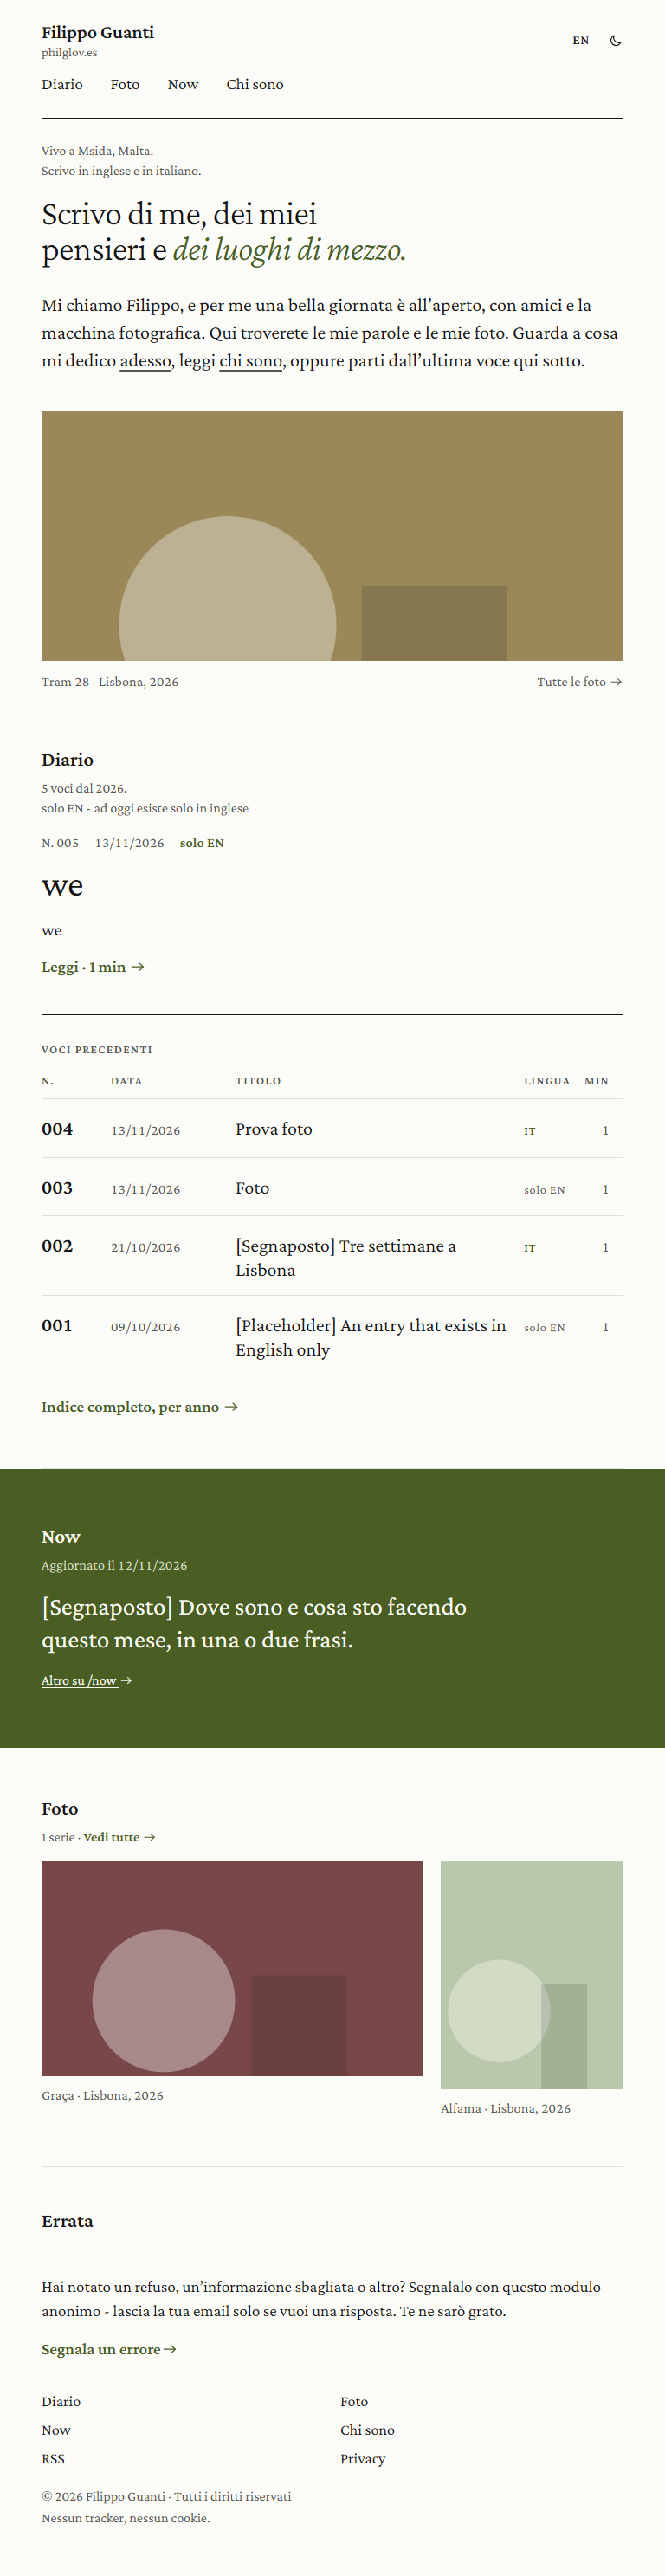 Filippo Guanti
philglov.es
EN
Diario Foto Now Chi sono
Vivo a Msida, Malta.
Scrivo in inglese e in italiano.
Scrivo di me, dei miei
pensieri e dei luoghi di mezzo.
Mi chiamo Filippo, e per me una bella giornata è all’aperto, con amici e la
macchina fotografica. Qui troverete le mie parole e le mie foto. Guarda a cosa
mi dedico adesso, leggi chi sono, oppure parti dall’ultima voce qui sotto.
Tram 28 · Lisbona, 2026
Tutte le foto →
Diario
5 voci dal 2026.
solo EN - ad oggi esiste solo in inglese
N. 005 13/11/2026 solo EN
we
we
Leggi · 1 min →
VOCI PRECEDENTI
N. DATA TITOLO LINGUA MIN
004 13/11/2026 Prova foto IT 1
003 13/11/2026 Foto solo EN 1
002 21/10/2026 [Segnaposto] Tre settimane a IT 1
Lisbona
001 09/10/2026 [Placeholder] An entry that exists in solo EN 1
English only
Indice completo, per anno →
Now
Aggiornato il 12/11/2026
[Segnaposto] Dove sono e cosa sto facendo
questo mese, in una o due frasi.
Altro su /now →
Foto
1 serie · Vedi tutte →
Graça · Lisbona, 2026
Alfama · Lisbona, 2026
Errata
Hai notato un refuso, un’informazione sbagliata o altro? Segnalalo con questo modulo
anonimo - lascia la tua email solo se vuoi una risposta. Te ne sarò grato.
Segnala un errore →
Diario Foto
Now Chi sono
RSS Privacy
© 2026 Filippo Guanti · Tutti i diritti riservati
Nessun tracker, nessun cookie.